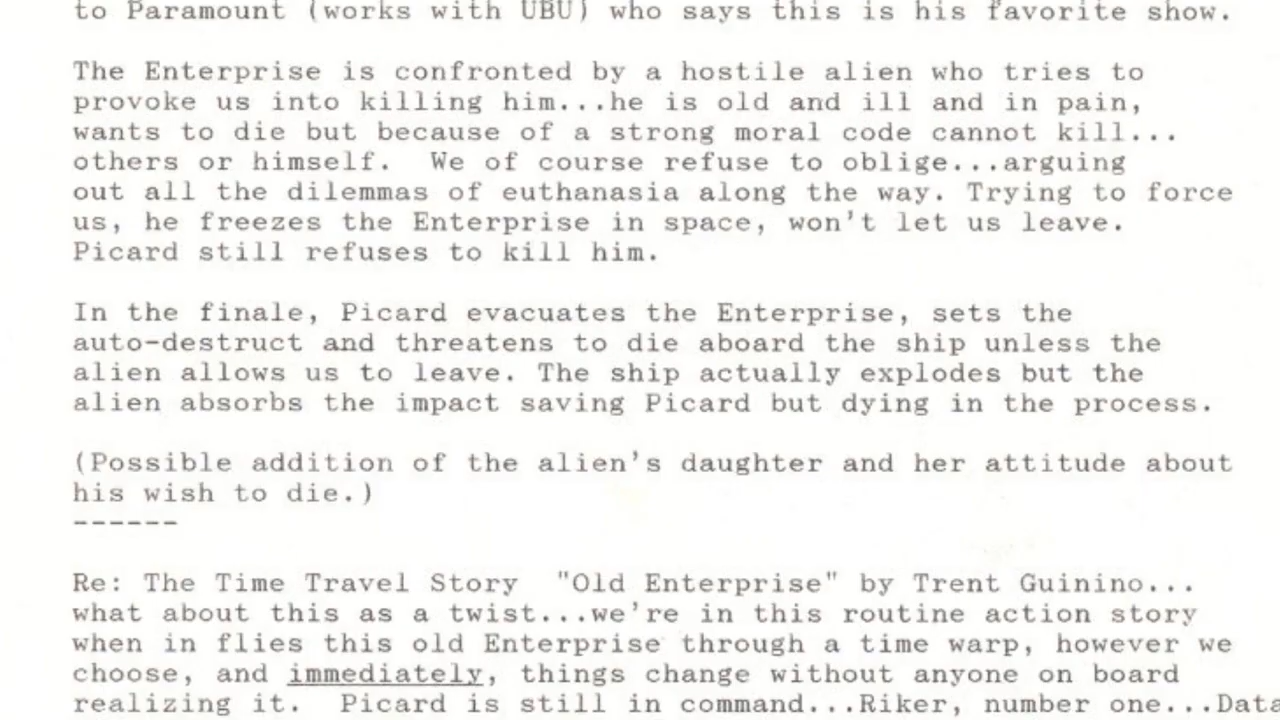 to Paramount (works with UBU) who says this is his favorite show.
The Enterprise is confronted by a hostile alien who tries to
provoke us into killing him...he is old and ill and in pain,
wants to die but because of a strong moral code cannot kill...
others or himself.  We of course refuse to oblige...arguing
out all the dilemmas of euthanasia along the way. Trying to force
us, he freezes the Enterprise in space, won't let us leave.
Picard still refuses to kill him.
In the finale, Picard evacuates the Enterprise, sets the
auto-destruct and threatens to die aboard the ship unless the
alien allows us to leave. The ship actually explodes but the
alien absorbs the impact saving Picard but dying in the process.
(Possible addition of the alien's daughter and her attitude about
his wish to die.)
------
Re: The Time Travel Story  "Old Enterprise" by Trent Guinino...
what about this as a twist...we're in this routine action story
when in flies this old Enterprise through a time warp, however we
choose, and immediately, things change without anyone on board
realizing it.  Picard is still in command...Riker, number one...Data